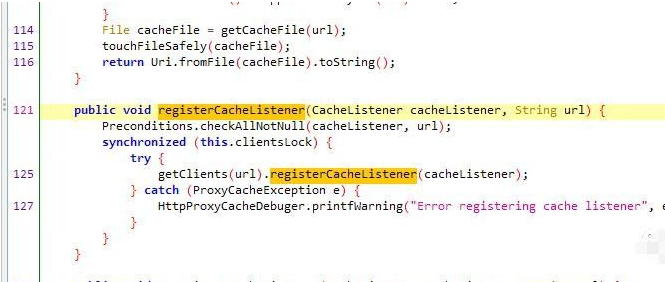 }
114 File cacheFile = getCacheFile(url);
115 touchFileSafely(cacheFile);
116 return Uri.fromFile(cacheFile).toString();
}
121 public void registerCacheListener(CacheListener cacheListener, String url) {
Preconditions.checkAllNotNull(cacheListener, url);
synchronized (this.clientsLock) {
try {
125 getClients(url).registerCacheListener(cacheListener);
} catch (ProxyCacheException e) {
127 HttpProxyCacheDebuger.printfWarning("Error registering cache listener", e
}
}
}